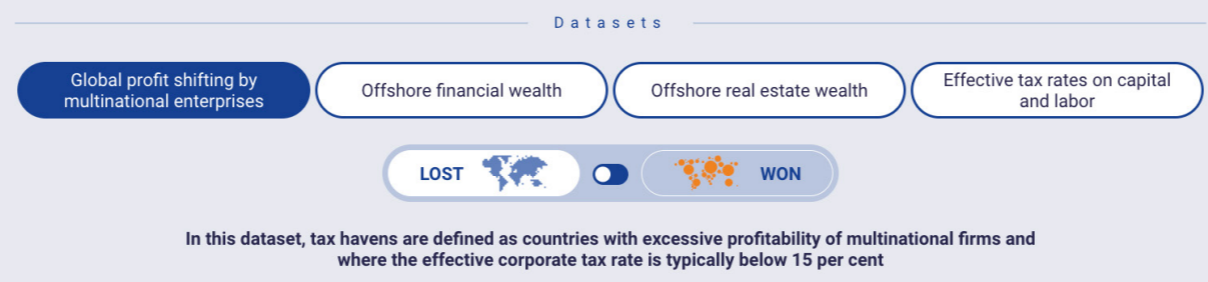 Datasets
Global profit shifting by
multinational enterprises
Offshore financial wealth
Offshore real estate wealth
Effective tax rates on capital
and labor
LOST
WON
In this dataset, tax havens are defined as countries with excessive profitability of multinational firms and
where the effective corporate tax rate is typically below 15 per cent